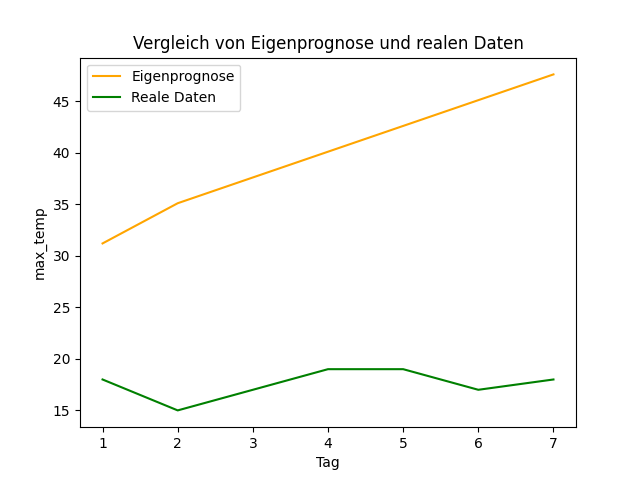 Vergleich von Eigenprognose und realen Daten
Eigenprognose
Reale Daten
max_temp
45
40
35
30
25
20
15
1 2 3 4 5 6 7
Tag